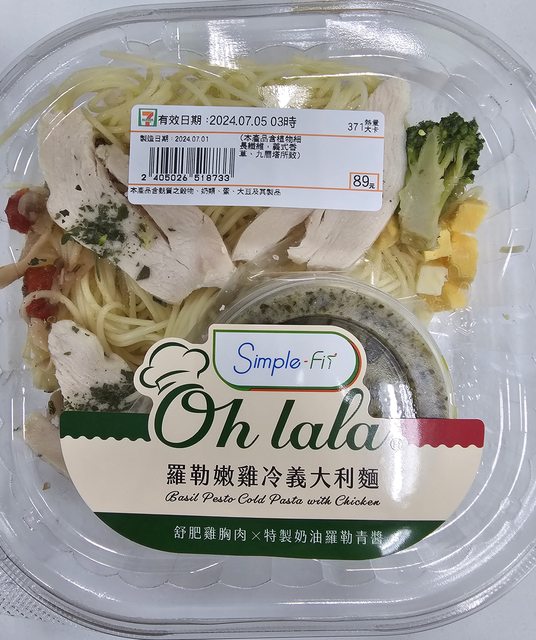 7 ELEVEN
有效日期：2024.07.05 03時
371 熱量大卡
製造日期：2024.07.01
(本產品含植物細
長纖維，義式香
草、九層塔所致)
2 405026 518733
89元
本產品含麩質之穀物、奶類、蛋、大豆及其製品
Simple-Fit
Oh lala
羅勒嫩雞冷義大利麵
Basil Pesto Cold Pasta with Chicken
舒肥雞胸肉×特製奶油羅勒青醬